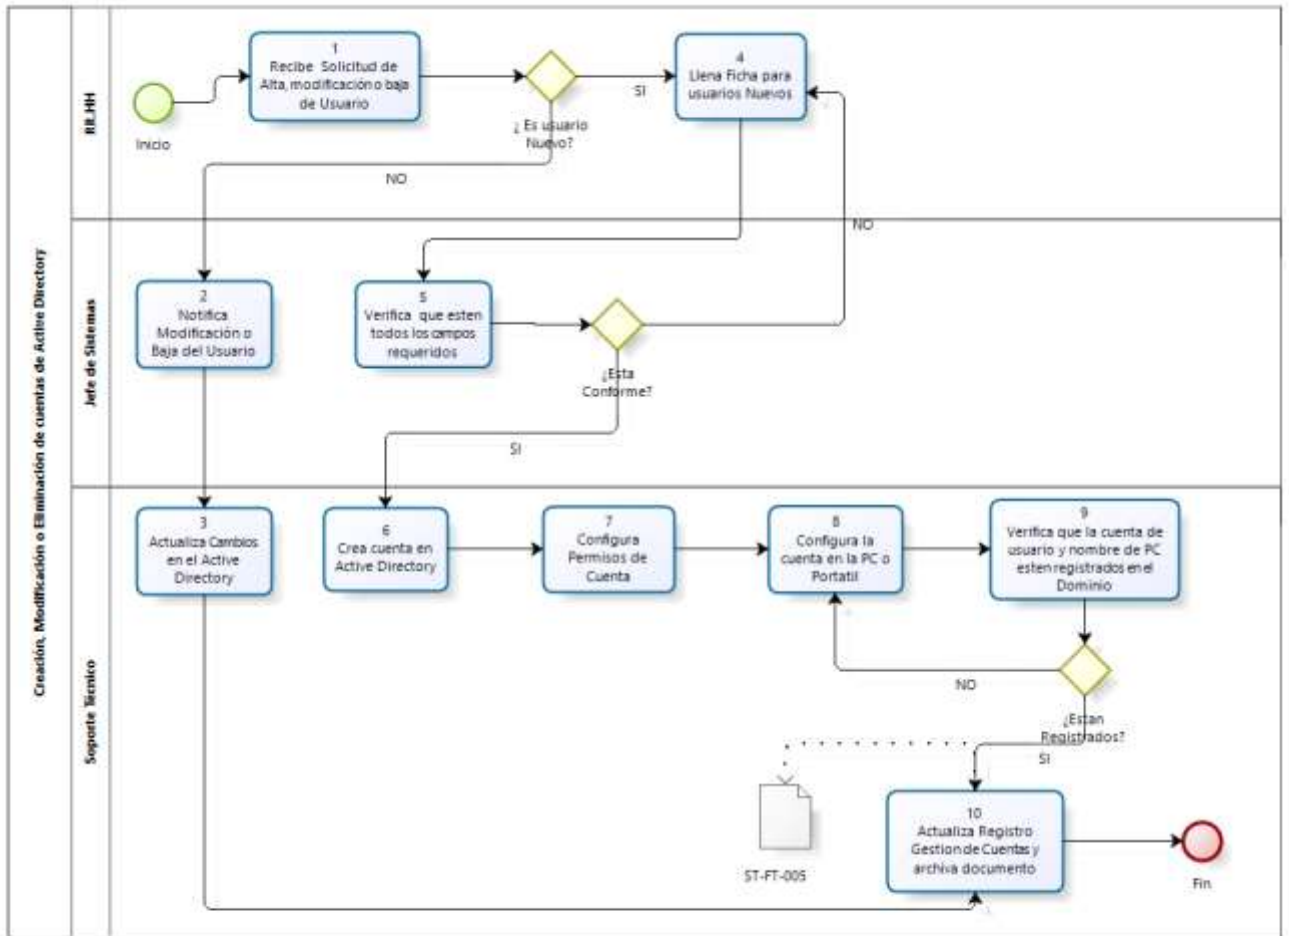 Creación, Modificación o Eliminación de cuentas de Active Directory
RR.HH
Inicio
1
Recibe Solicitud de
Alta, modificación o baja
de Usuario
¿ Es usuario
Nuevo?
SI
NO
4
Llena Ficha para
usuarios Nuevos
Jefe de Sistemas
2
Notifica
Modificación o
Baja del Usuario
5
Verifica que esten
todos los campos
requeridos
¿Esta
Conforme?
NO
SI
Soporte Técnico
3
Actualiza Cambios
en el Active
Directory
6
Crea cuenta en
Active Directory
7
Configura
Permisos de
Cuenta
8
Configura la
cuenta en la PC o
Portatil
9
Verifica que la cuenta de
usuario y nombre de PC
esten registrados en el
Dominio
NO
¿Estan
Registrados?
SI
ST-FT-005
10
Actualiza Registro
Gestion de Cuentas y
archiva documento
Fin